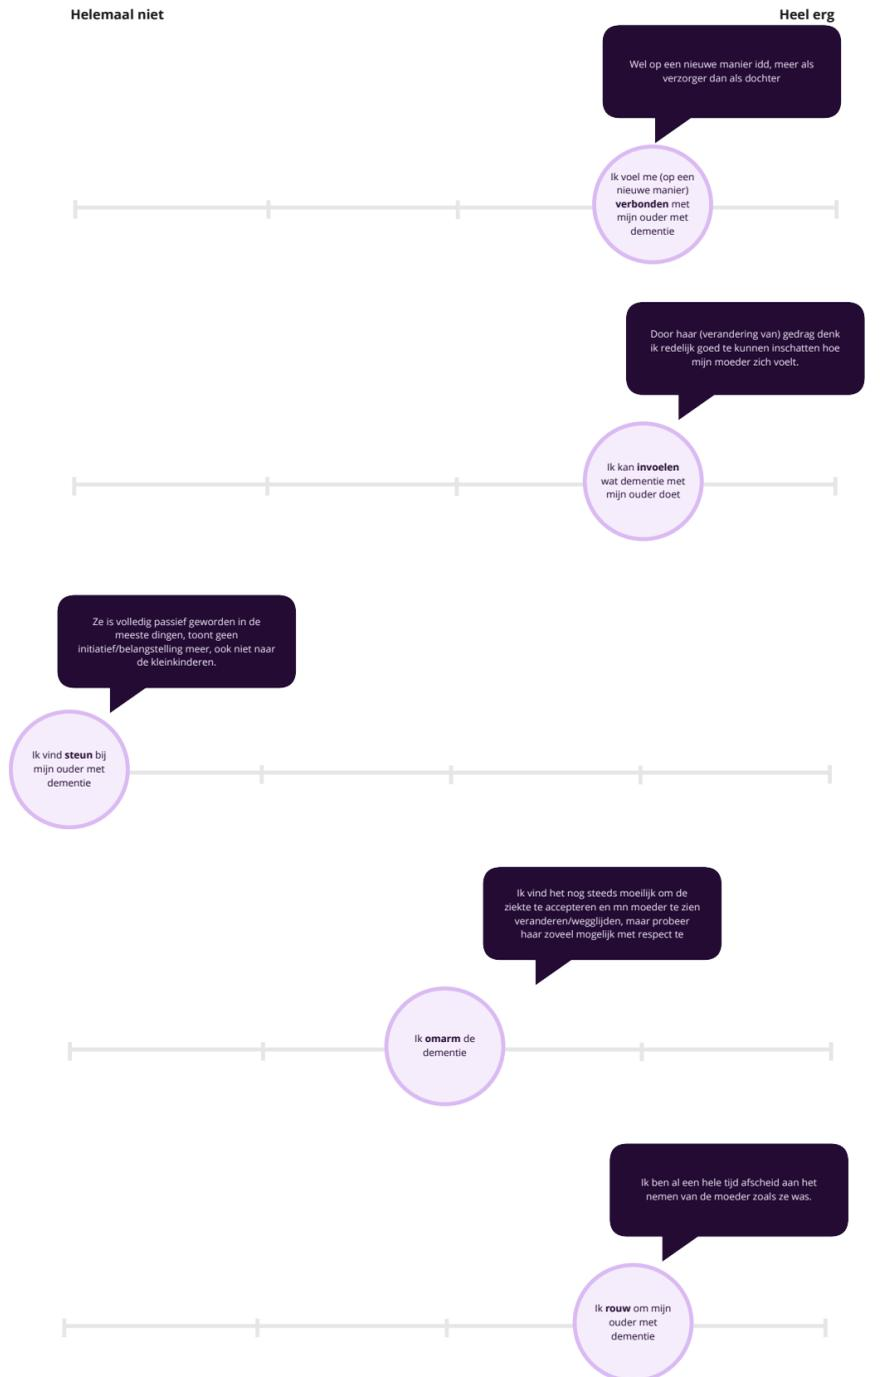 Helemaal niet
Heel erg
Wel op een nieuwe manier idd, meer als
verzorger dan als dochter
Ik voel me (op een
nieuwe manier)
verbonden met
mijn ouder met
dementie
Door haar (verandering van) gedrag denk
ik redelijk goed te kunnen inschatten hoe
mijn moeder zich voelt.
Ik kan invoelen
wat dementie met
mijn ouder doet
Ze is volledig passief geworden in de
meeste dingen, toont geen
initiatief/belangstelling meer, ook niet naar
de kleinkinderen.
Ik vind steun bij
mijn ouder met
dementie
Ik vind het nog steeds moeilijk om de
ziekte te accepteren en mn moeder te zien
veranderen/wegglijden, maar probeer
haar zoveel mogelijk met respect te
Ik omarm de
dementie
Ik ben al een hele tijd afscheid aan het
nemen van de moeder zoals ze was.
Ik rouw om mijn
ouder met
dementie